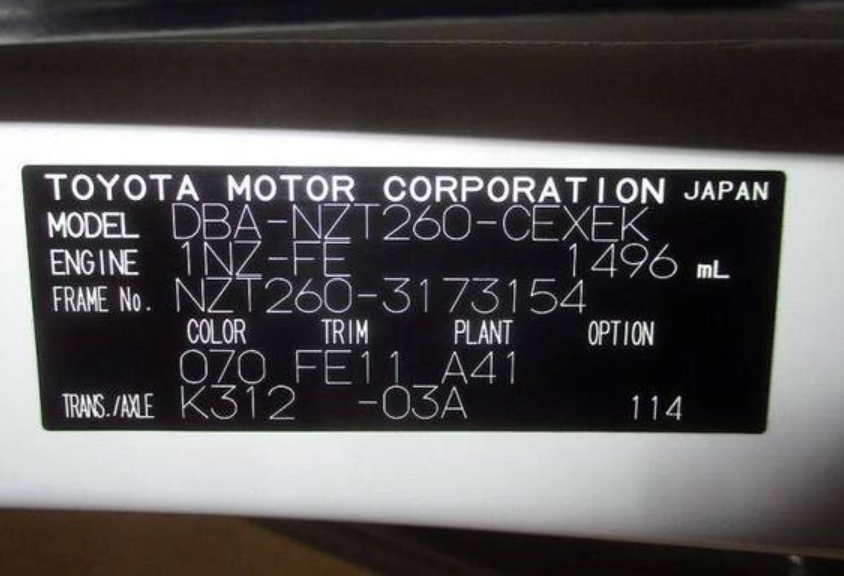 TOYOTA MOTOR CORPORATION JAPAN
MODEL DBA-NZT260-CEXEK
ENGINE 1NZ-FE 1496 mL
FRAME No. NZT260-3173154
COLOR TRIM PLANT OPTION
070 FE11 A41
TRANS./AXLE K312 -03A 114